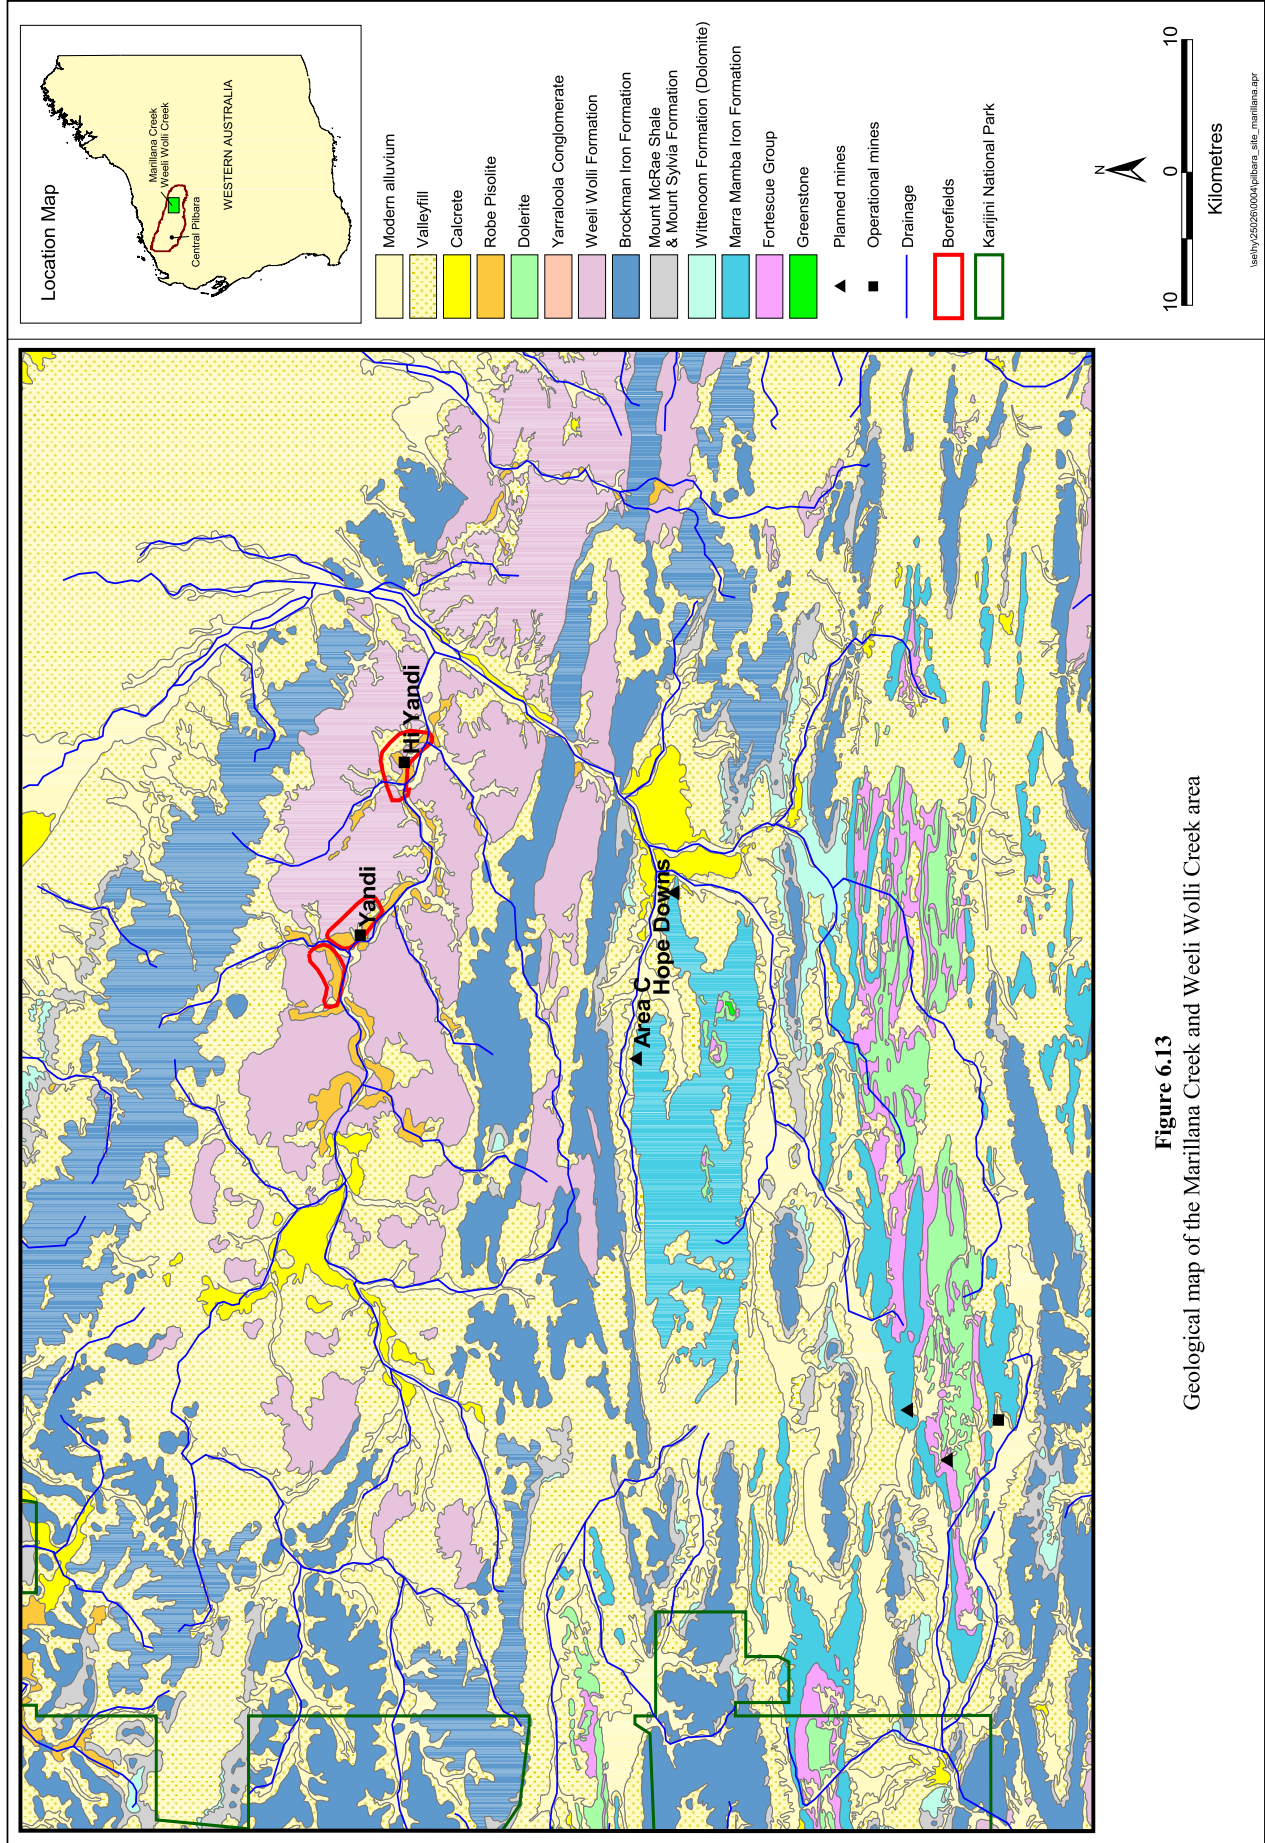 Location Map
Marillana Creek
Weeli Wolli Creek
Central Pilbara
WESTERN AUSTRALIA
Modern alluvium
Valleyfill
Calcrete
Robe Pisolite
Dolerite
Yarraloola Conglomerate
Weeli Wolli Formation
Brockman Iron Formation
Mount McRae Shale
& Mount Sylvia Formation
Wittenoom Formation (Dolomite)
Marra Mamba Iron Formation
Fortescue Group
Greenstone
Planned mines
Operational mines
Drainage
Borefields
Karijini National Park
N
10 0 10
Kilometres
\se\hy\25026\0004\pilbara_site_marillana.apr
Hi Yandi
Yandi
Hope Downs
Area C
Figure 6.13
Geological map of the Marillana Creek and Weeli Wolli Creek area